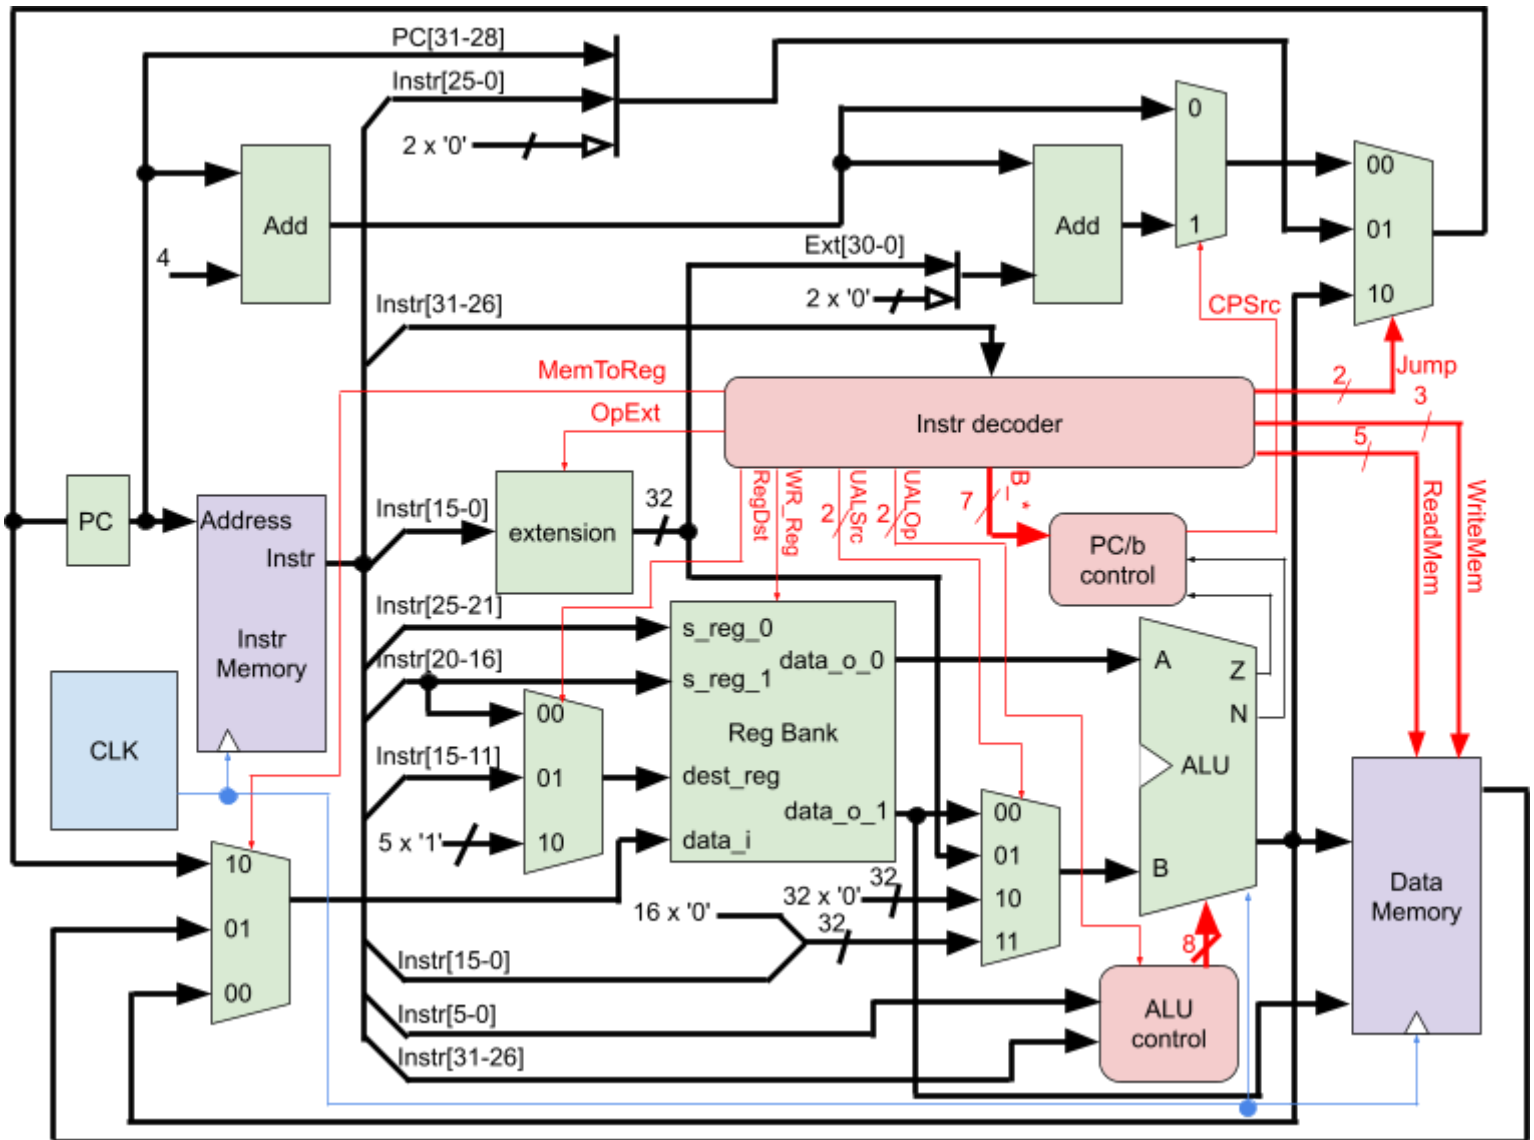 PC[31-28]
Instr[25-0]
2 x '0'
0
00
Add
4
Add
1
01
Ext[30-0]
2 x '0'
10
Instr[31-26]
CPSrc
MemToReg
2
Jump
3
OpExt
Instr decoder
5
PC
Address
Instr
Instr[15-0]
extension
32
RegDst
WR_Reg
2
UALSrc
2
UALOp
7
B_*
PC/b
control
ReadMem
WriteMem
Instr
Memory
Instr[25-21]
s_reg_0
data_o_0
A
Z
Instr[20-16]
s_reg_1
N
00
Reg Bank
CLK
Instr[15-11]
01
dest_reg
ALU
data_o_1
00
5 x '1'
10
data_i
01
10
B
32 x '0'
32
10
Data
Memory
01
16 x '0'
32
11
8
Instr[15-0]
00
Instr[5-0]
ALU
control
Instr[31-26]